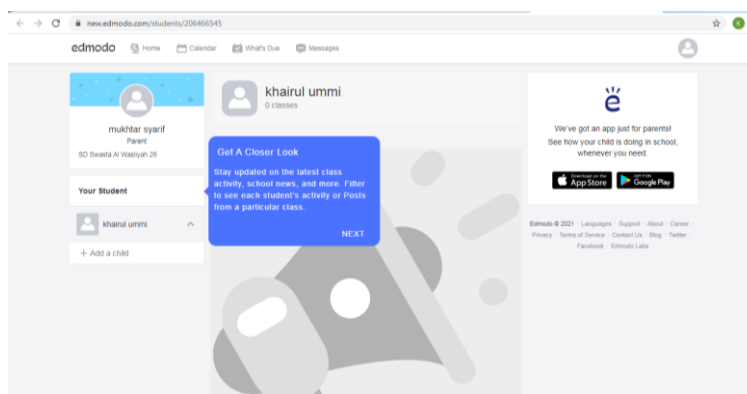 new.edmodo.com/students/206466545
K
edmodo Home Calendar What's Due Messages
mukhtar syarif
Parent
SD Swasta Al Wasliyah 26
Your Student
khairul ummi
+ Add a child
khairul ummi
0 classes
Get A Closer Look
Stay updated on the latest class
activity, school news, and more. Filter
to see each student's activity or Posts
from a particular class.
NEXT
ë
We've got an app just for parents!
See how your child is doing in school,
whenever you need.
Download on the App Store
GET IT ON Google Play
Edmodo © 2021 · Languages · Support · About · Career ·
Privacy · Terms of Service · Contact Us · Blog · Twitter ·
Facebook · Edmodo Labs